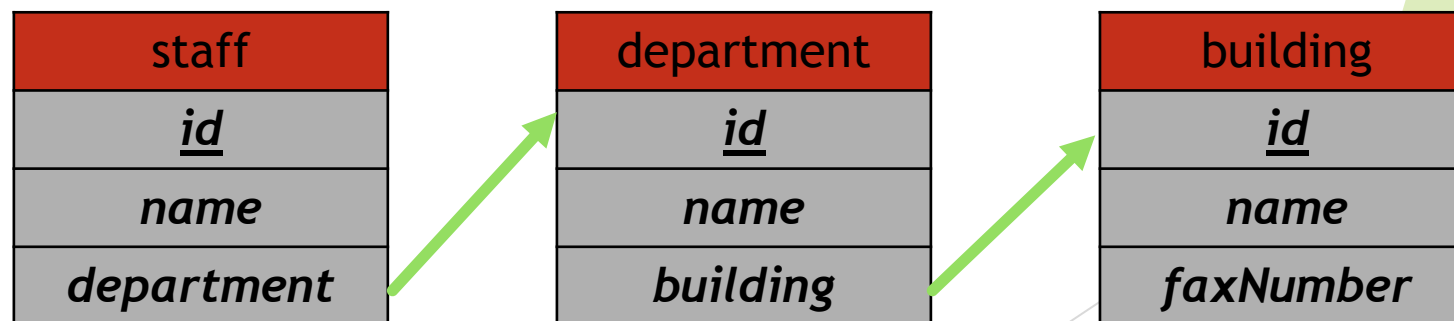 staff
id
name
department
department
id
name
building
building
id
name
faxNumber